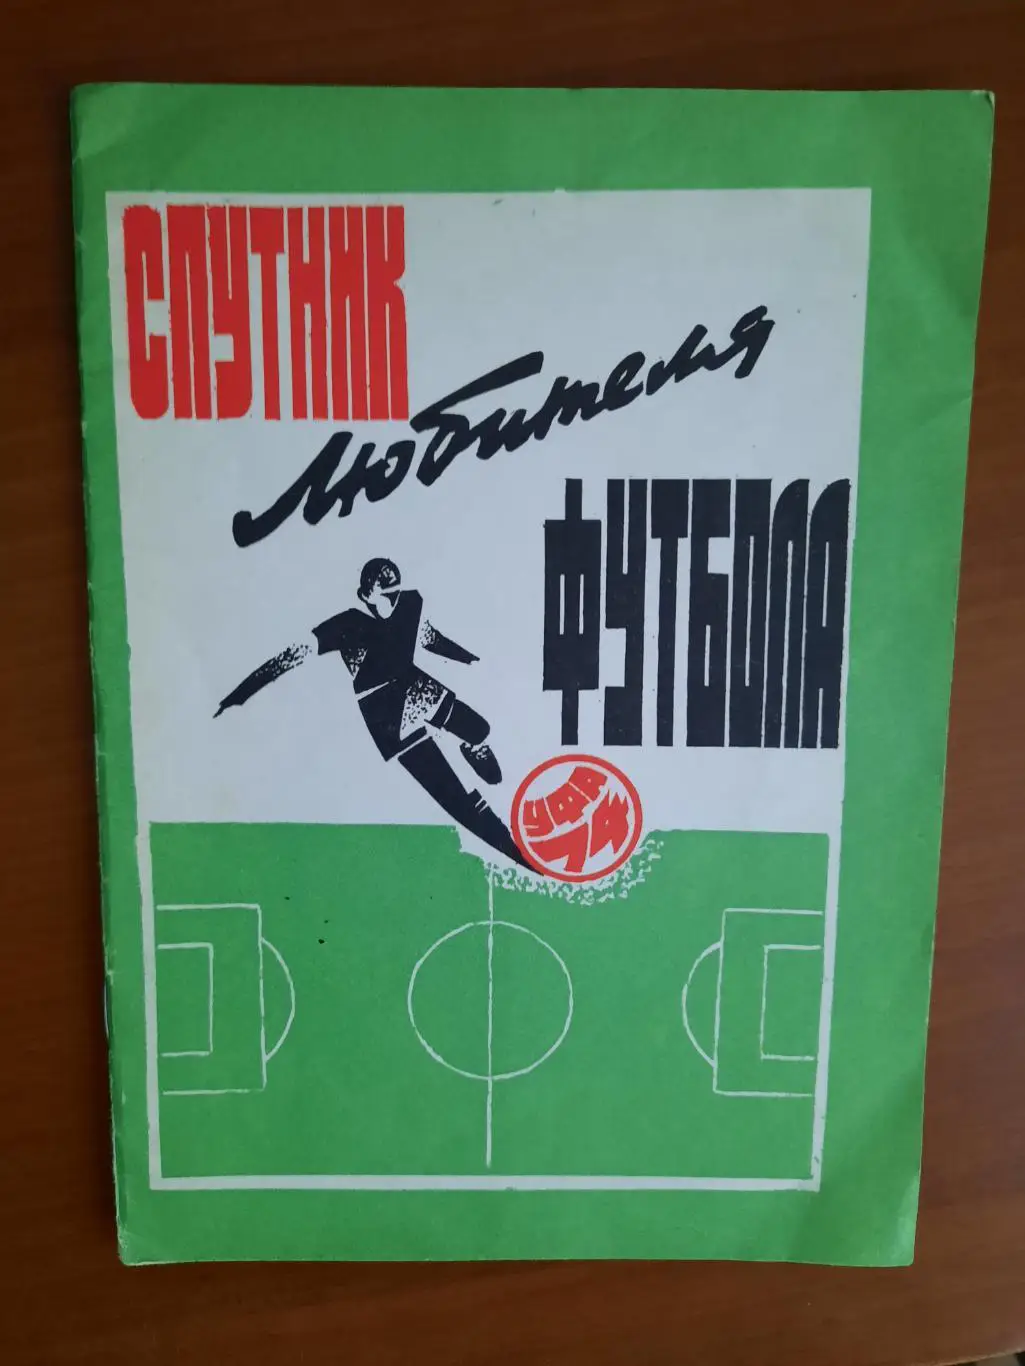 СПУТНИК
Любителя
ФУТБОЛА
УФА
74